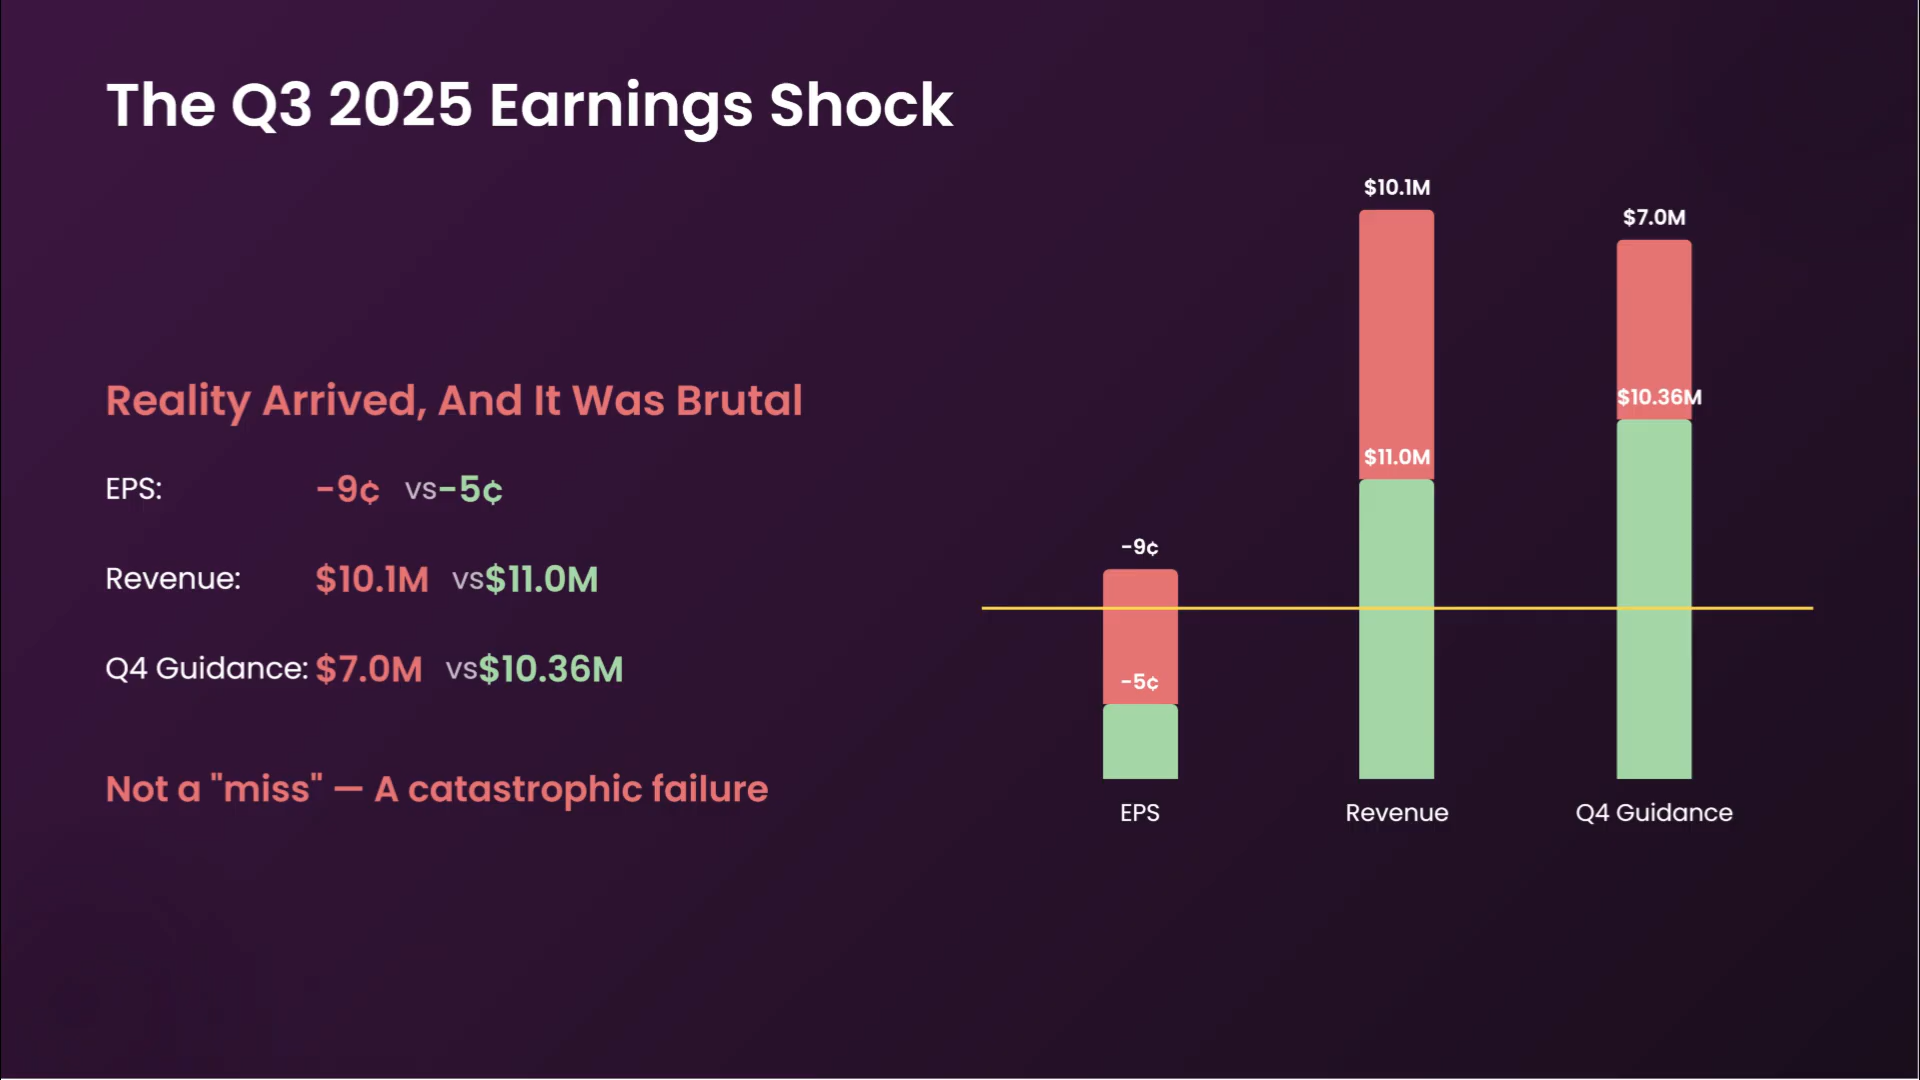 The Q3 2025 Earnings Shock
Reality Arrived, And It Was Brutal
EPS: -9¢ vs-5¢
Revenue: $10.1M vs$11.0M
Q4 Guidance: $7.0M vs$10.36M
Not a "miss" — A catastrophic failure
$10.1M
$7.0M
$10.36M
$11.0M
-9¢
-5¢
EPS
Revenue
Q4 Guidance